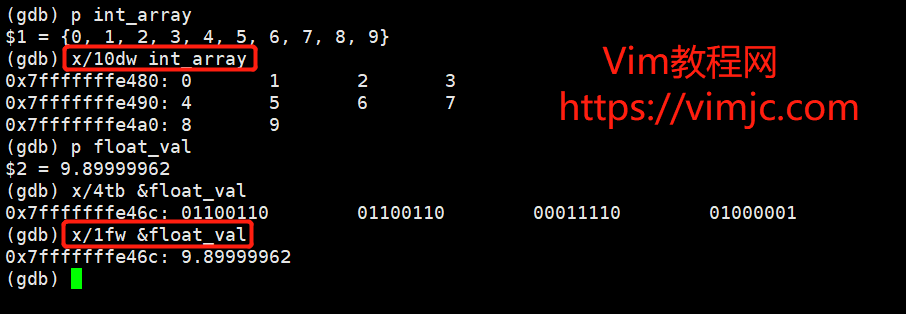 (gdb) p int_array
$1 = {0, 1, 2, 3, 4, 5, 6, 7, 8, 9}
(gdb) x/10dw int_array
0x7fffffffe480: 0 1 2 3
0x7fffffffe490: 4 5 6 7
0x7fffffffe4a0: 8 9
(gdb) p float_val
$2 = 9.89999962
(gdb) x/4tb &float_val
0x7fffffffe46c: 01100110 01100110 00011110 01000001
(gdb) x/1fw &float_val
0x7fffffffe46c: 9.89999962
(gdb)
Vim教程网
https://vimjc.com